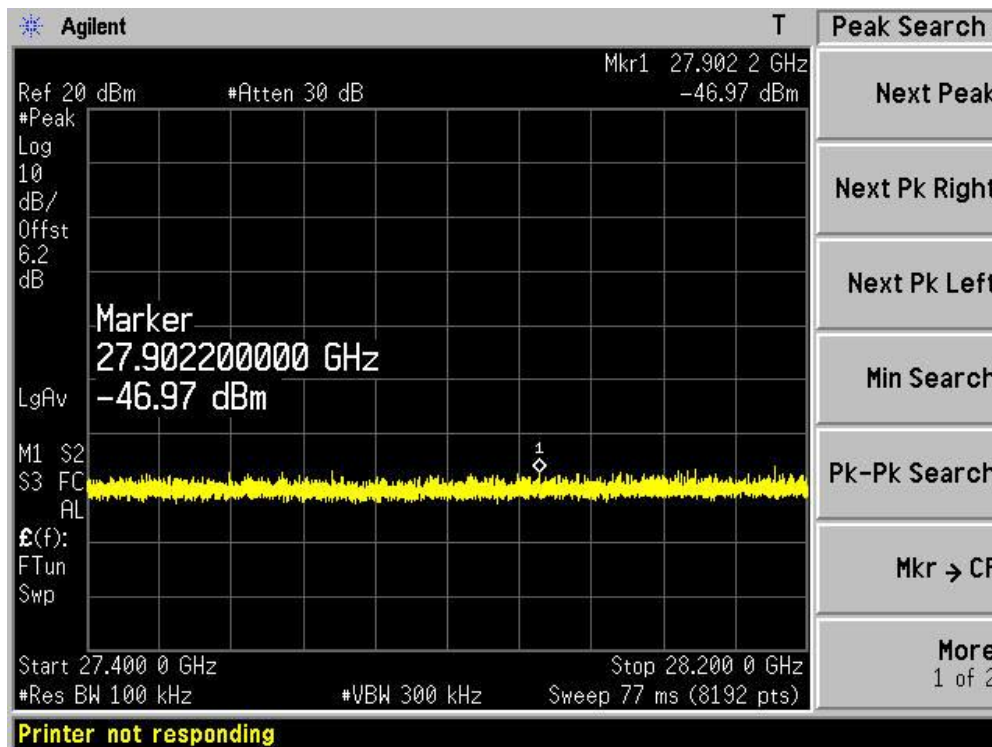 Agilent T Peak Search
Mkr1 27.902 2 GHz
Ref 20 dBm #Atten 30 dB -46.97 dBm
Next Peak
#Peak
Log
10
dB/
Next Pk Right
Offst
6.2
dB
Next Pk Left
Marker
27.902200000 GHz
-46.97 dBm
LgAv
Min Search
1
M1 S2
S3 FC
AL
Pk-Pk Search
£(f):
FTun
Swp
Mkr → CF
Start 27.400 0 GHz Stop 28.200 0 GHz
#Res BW 100 kHz #VBW 300 kHz Sweep 77 ms (8192 pts)
More
1 of 2
Printer not responding